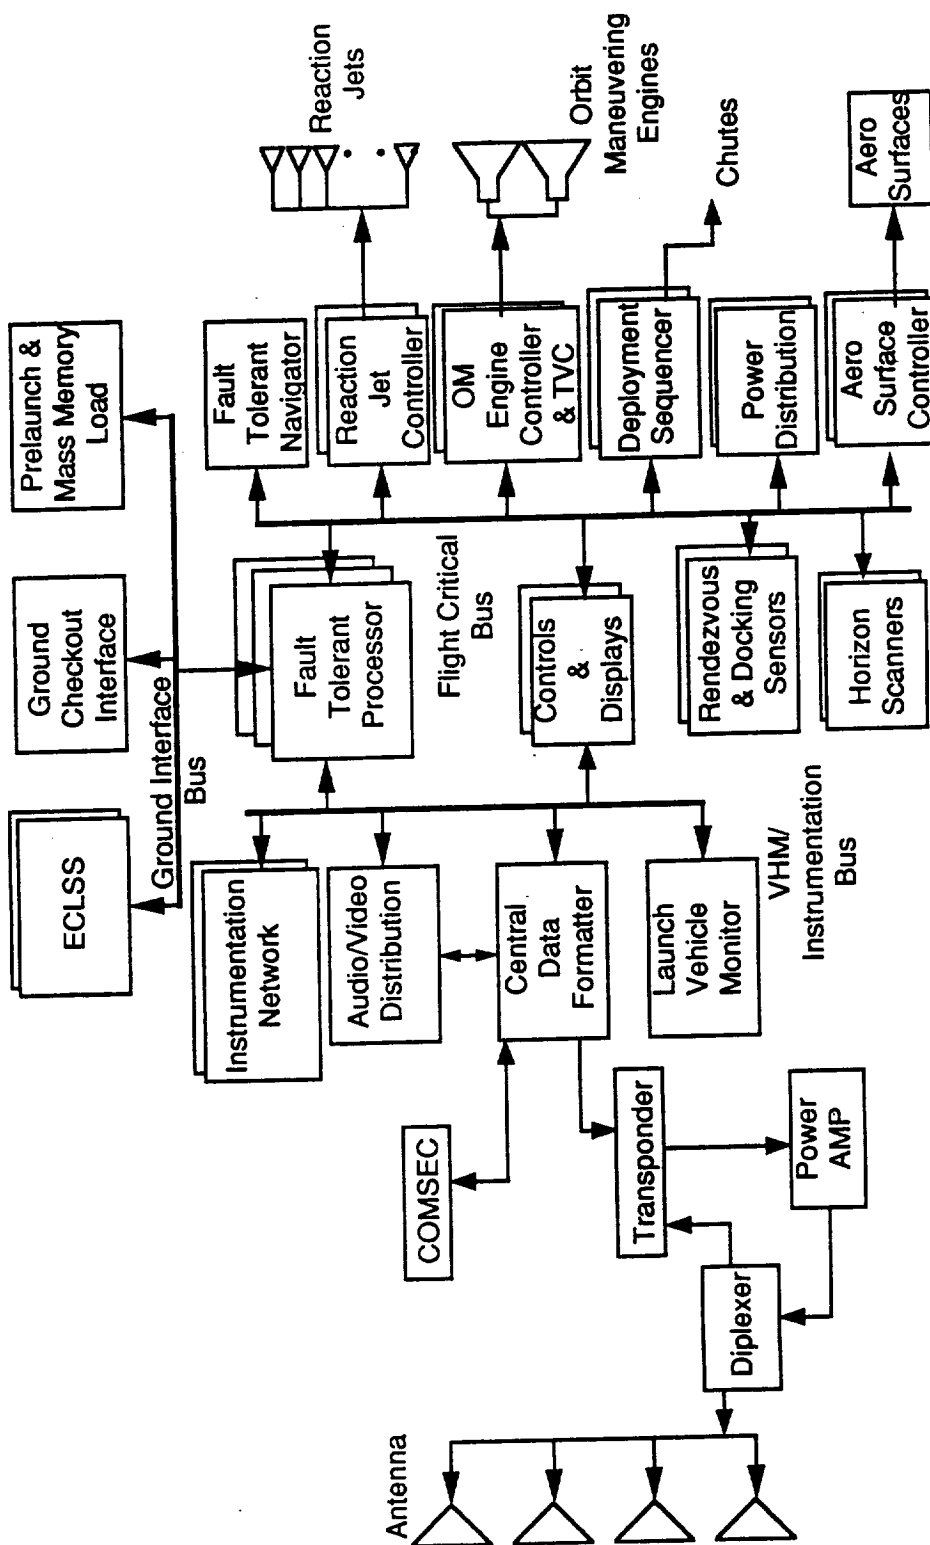 Antenna
Diplexer
Power
AMP
Transponder
COMSEC
ECLSS
Ground Interface
Bus
Ground
Checkout
Interface
Prelaunch &
Mass Memory
Load
Instrumentation
Network
Audio/Video
Distribution
Central
Data
Formatter
Launch
Vehicle
Monitor
VHM/
Instrumentation
Bus
Fault
Tolerant
Processor
Flight Critical
Bus
Controls
&
Displays
Rendezvous
& Docking
Sensors
Horizon
Scanners
Fault
Tolerant
Navigator
Reaction
Jet
Controller
OM
Engine
Controller
& TVC
Deployment
Sequencer
Power
Distribution
Aero
Surface
Controller
Reaction
Jets
Orbit
Maneuvering
Engines
Chutes
Aero
Surfaces